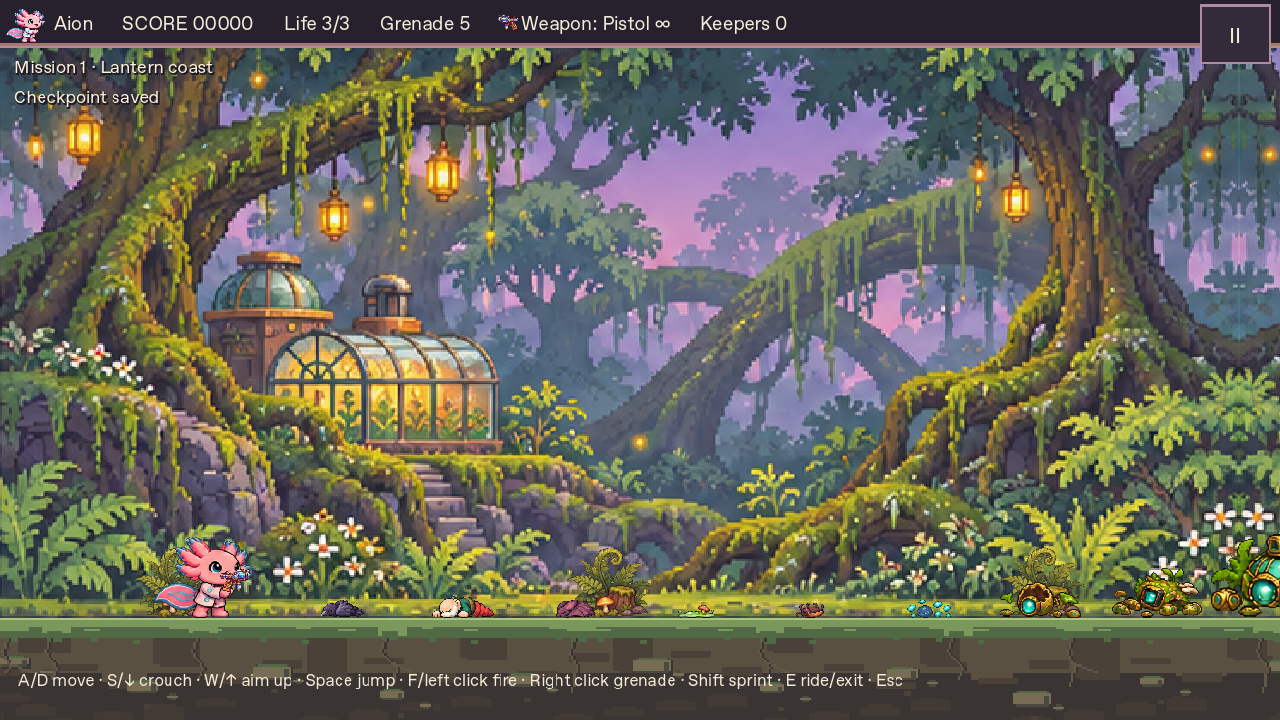 Aion SCORE 00000 Life 3/3 Grenade 5 Weapon: Pistol ∞ Keepers 0 II
Mission 1 · Lantern coast
Checkpoint saved
A/D move · S/↓ crouch · W/↑ aim up · Space jump · F/left click fire · Right click grenade · Shift sprint · E ride/exit · Esc